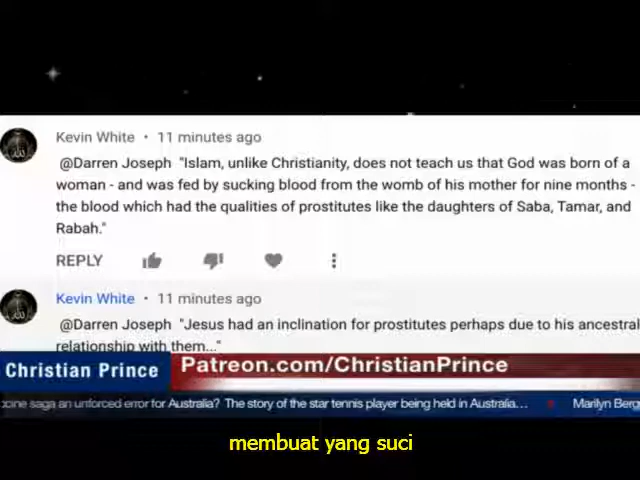 Kevin White • 11 minutes ago
@Darren Joseph "Islam, unlike Christianity, does not teach us that God was born of a
woman - and was fed by sucking blood from the womb of his mother for nine months -
the blood which had the qualities of prostitutes like the daughters of Saba, Tamar, and
Rabah."
REPLY
Kevin White • 11 minutes ago
@Darren Joseph "Jesus had an inclination for prostitutes perhaps due to his ancestral
relationship with them..."
Christian Prince
Patreon.com/ChristianPrince
saga an unforced error for Australia? The story of the star tennis player being held in Australia... Marilyn
membuat yang suci